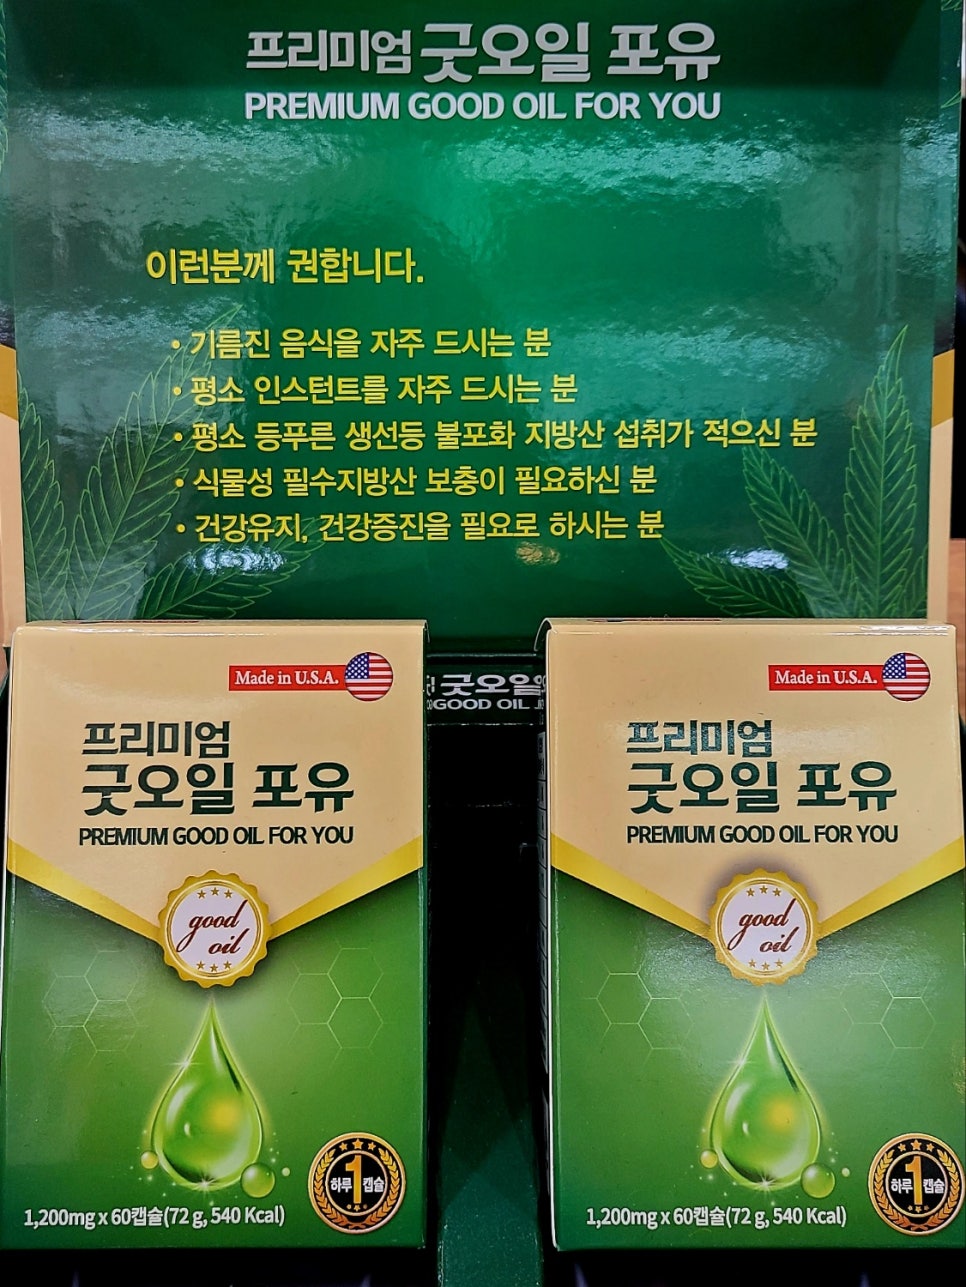 프리미엄 굿오일 포유
PREMIUM GOOD OIL FOR YOU
이런분께 권합니다.
• 기름진 음식을 자주 드시는 분
• 평소 인스턴트를 자주 드시는 분
• 평소 등푸른 생선등 불포화 지방산 섭취가 적으신 분
• 식물성 필수지방산 보충이 필요하신 분
• 건강유지, 건강증진을 필요로 하시는 분
굿오일
GOOD OIL
Made in U.S.A.
프리미엄
굿오일 포유
PREMIUM GOOD OIL FOR YOU
good
oil
하루 1 캡슐
1,200mg x 60캡슐(72 g, 540 Kcal)
Made in U.S.A.
프리미엄
굿오일 포유
PREMIUM GOOD OIL FOR YOU
good
oil
하루 1 캡슐
1,200mg x 60캡슐(72 g, 540 Kcal)